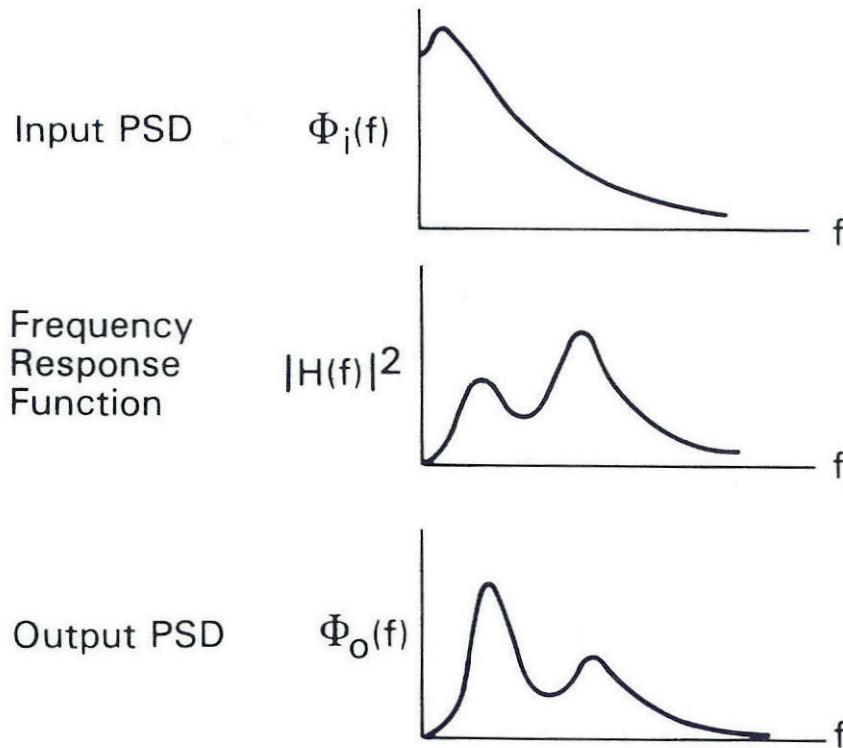 Input PSD
Φi(f)
f
Frequency
Response
Function
|H(f)|2
f
Output PSD
Φo(f)
f